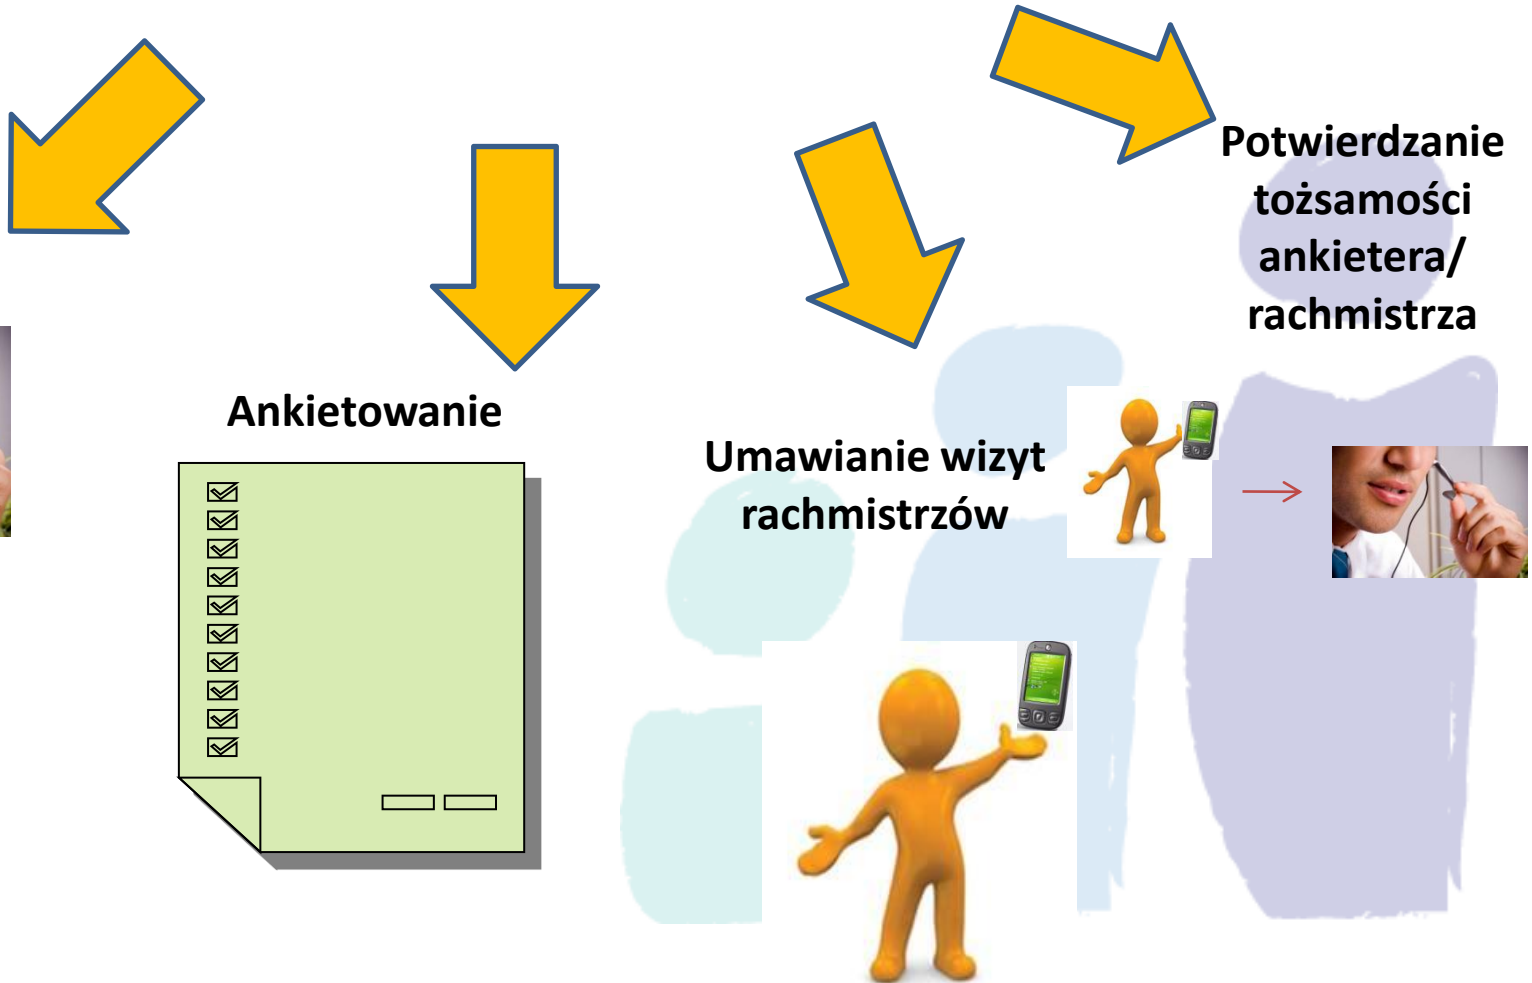 Potwierdzanie
tożsamości
ankietera/
rachmistrza
Ankietowanie
Umawianie wizyt
rachmistrzów